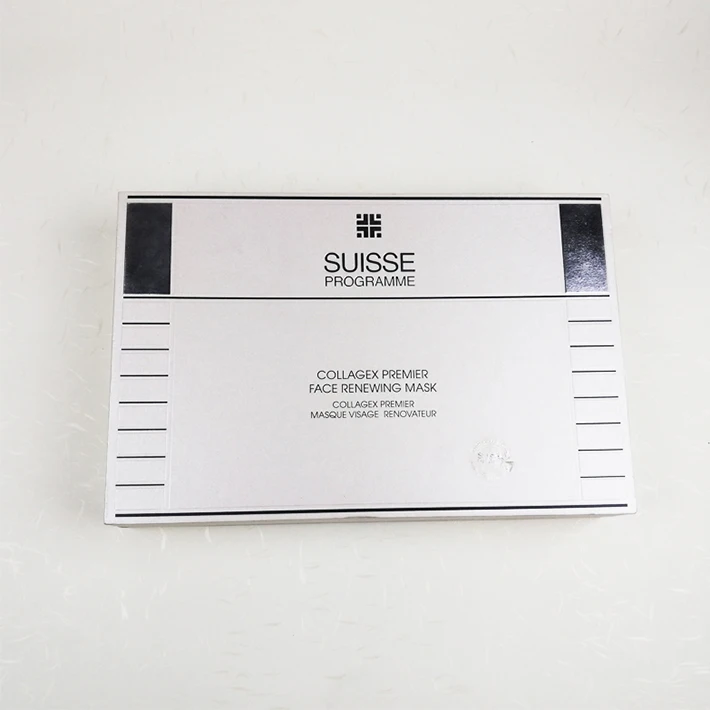 SUISSE
PROGRAMME
COLLAGEX PREMIER
FACE RENEWING MASK
COLLAGEX PREMIER
MASQUE VISAGE RENOVATEUR